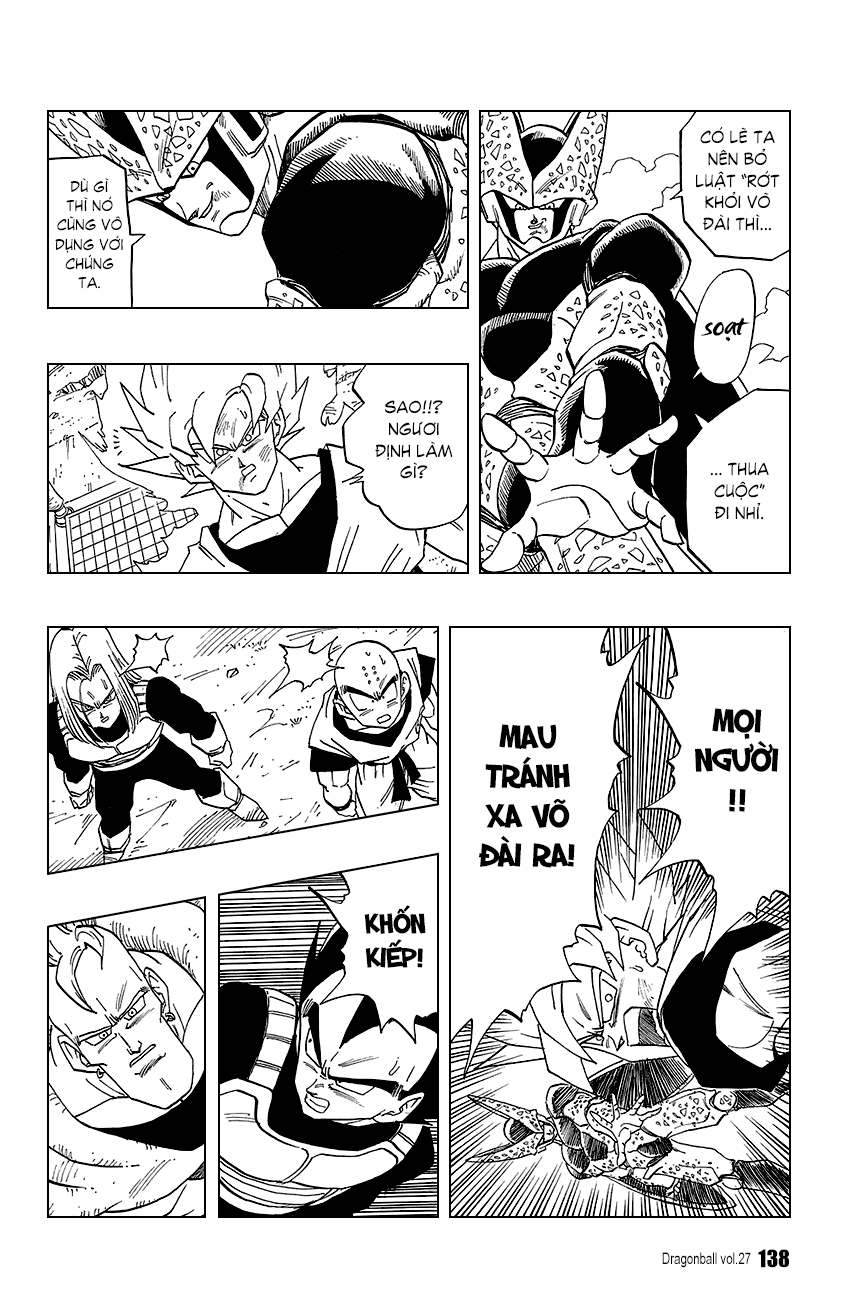 CÓ LẼ TA
NÊN BỎ
LUẬT "RỚT
KHỎI VÕ
ĐÀI THÌ...
soạt
... THUA
CUỘC"
ĐI NHỈ.
DÙ GÌ
THÌ NÓ
CŨNG VÔ
DỤNG VỚI
CHÚNG
TA.
SAO!!?
NGƯƠI
ĐỊNH LÀM
GÌ?
MỌI
NGƯỜI
!!
MAU
TRÁNH
XA VÕ
ĐÀI RA!
KHỐN
KIẾP!
Dragonball vol.27 138